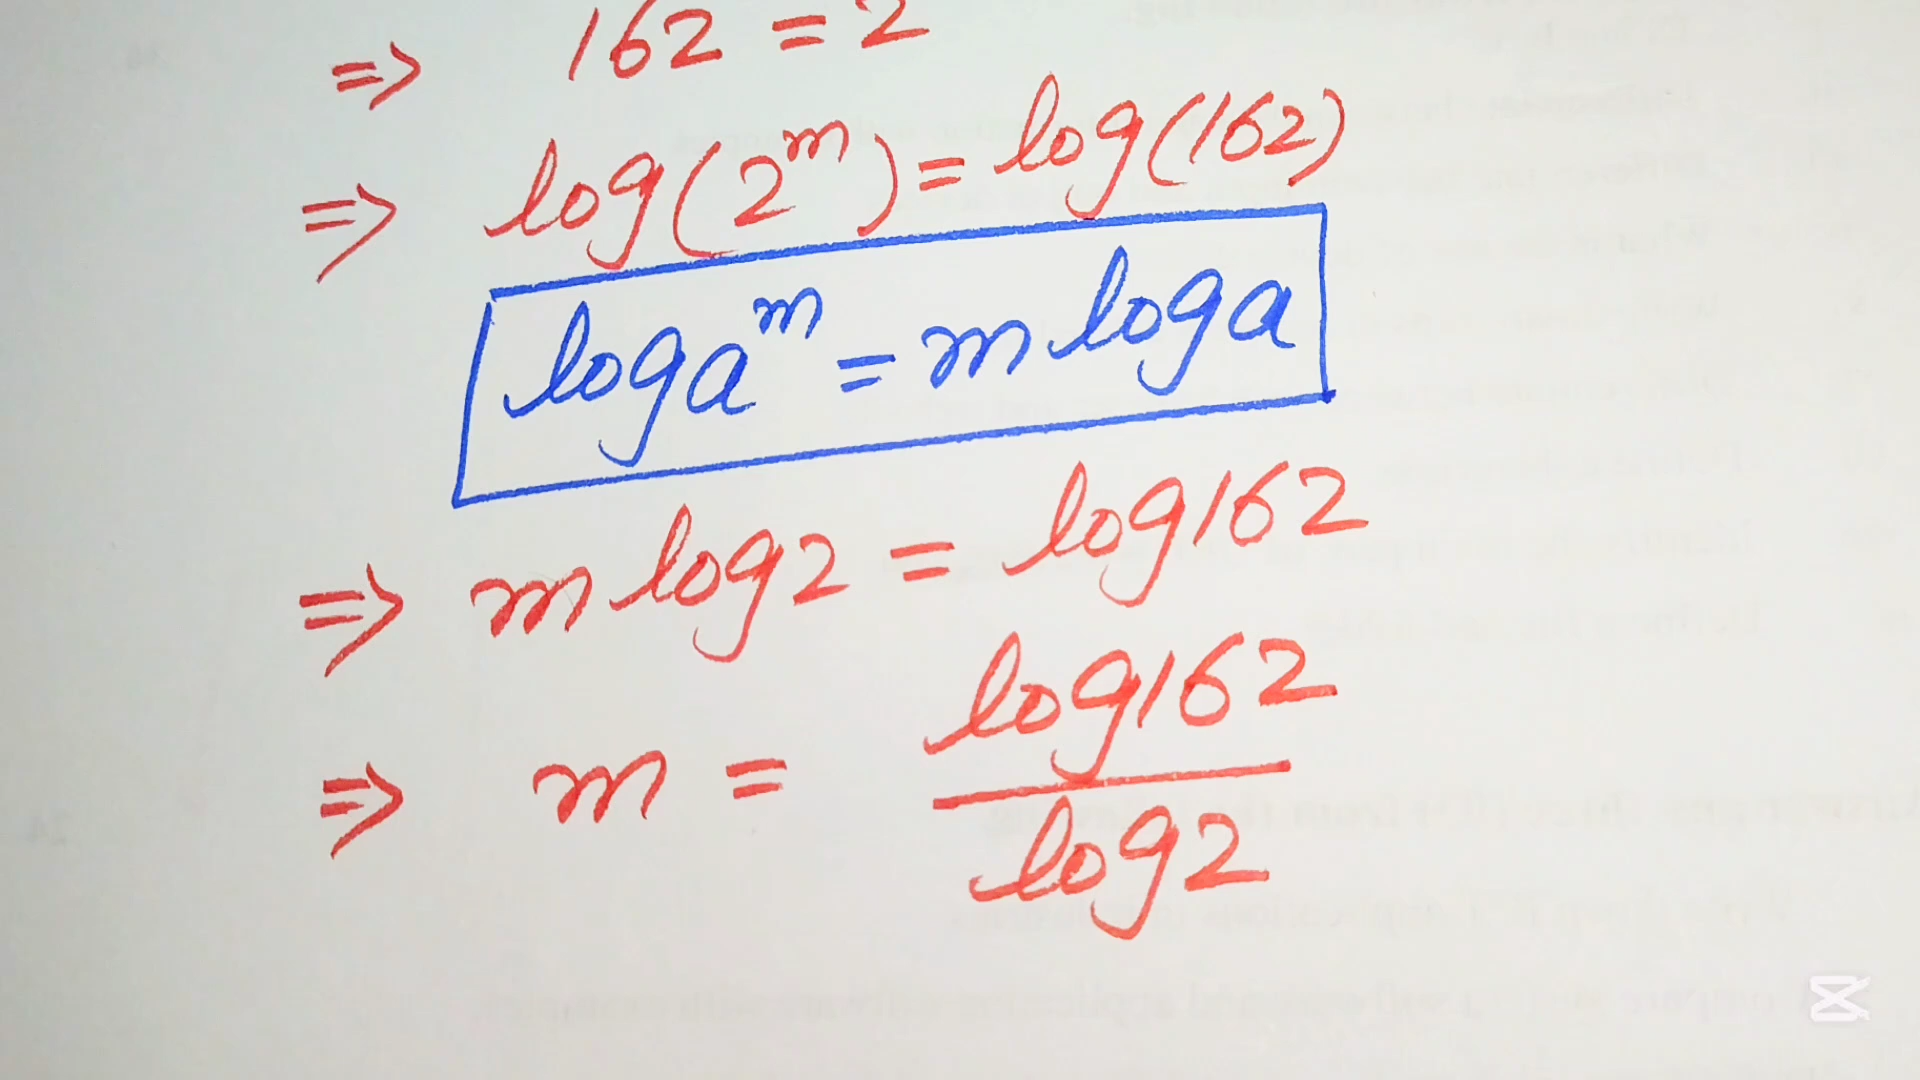 => 162 = 2
=> log(2^m) = log(162)
log a^m = m log a
=> m log 2 = log 162
=> m = log 162 / log 2